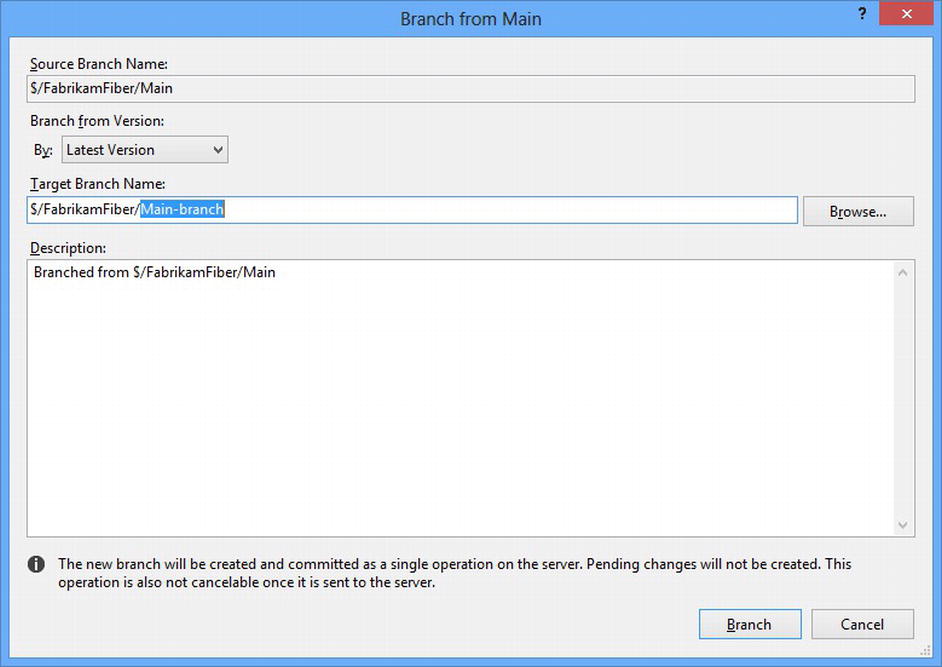 Branch from Main
?
Source Branch Name:
$/FabrikamFiber/Main
Branch from Version:
By: Latest Version
Target Branch Name:
$/FabrikamFiber/Main-branch
Browse...
Description:
Branched from $/FabrikamFiber/Main
The new branch will be created and committed as a single operation on the server. Pending changes will not be created. This
operation is also not cancelable once it is sent to the server.
Branch Cancel